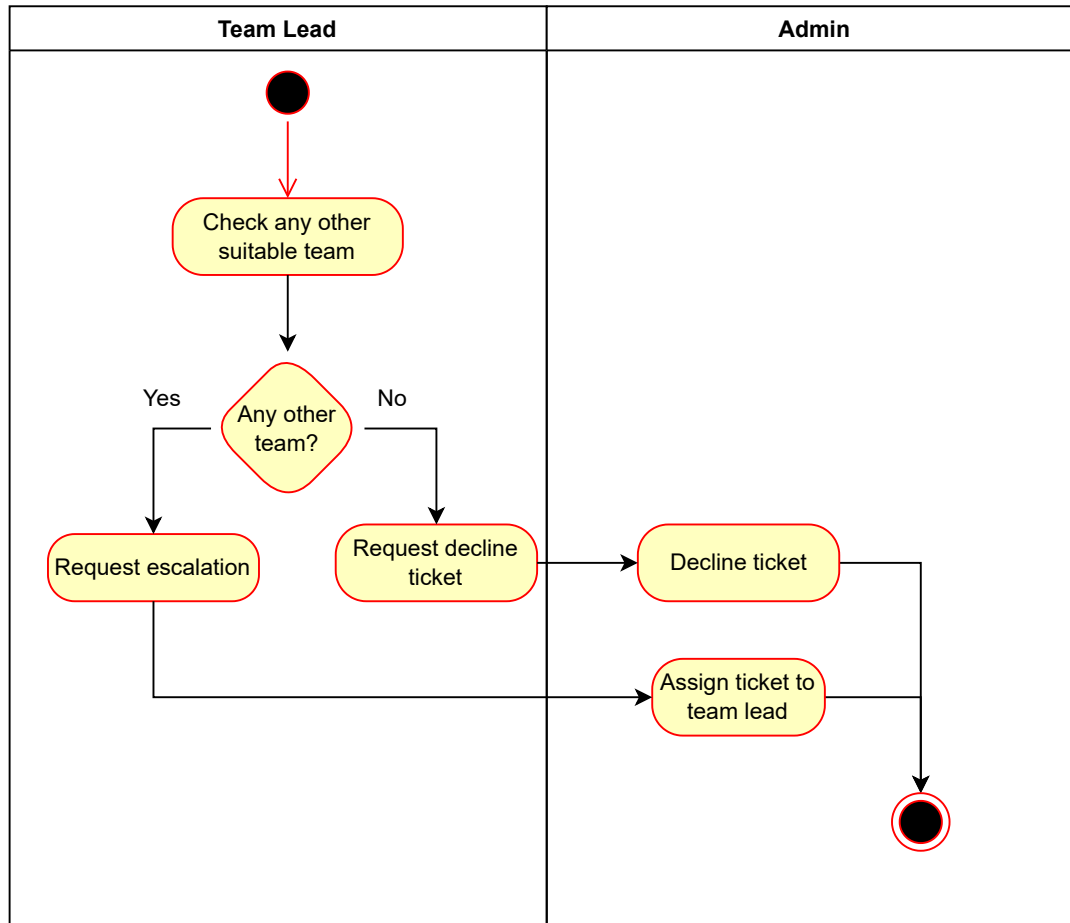 Team Lead
Admin
Check any other
suitable team
Yes
No
Any other
team?
Request escalation
Request decline
ticket
Decline ticket
Assign ticket to
team lead